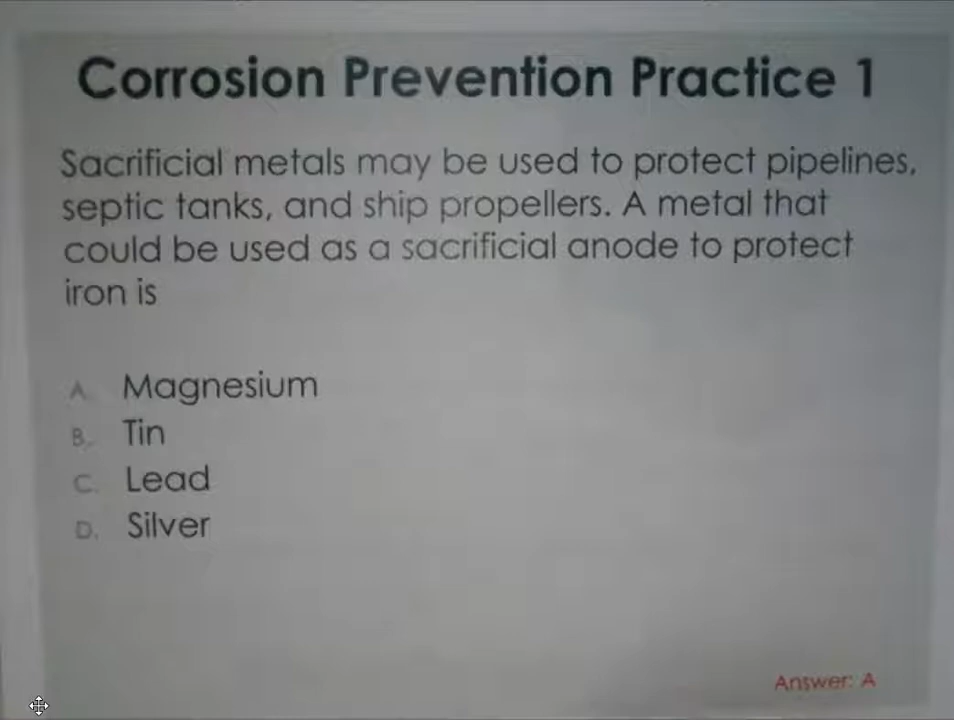 Corrosion Prevention Practice 1
Sacrificial metals may be used to protect pipelines,
septic tanks, and ship propellers. A metal that
could be used as a sacrificial anode to protect
iron is
A. Magnesium
B. Tin
C. Lead
D. Silver
Answer: A